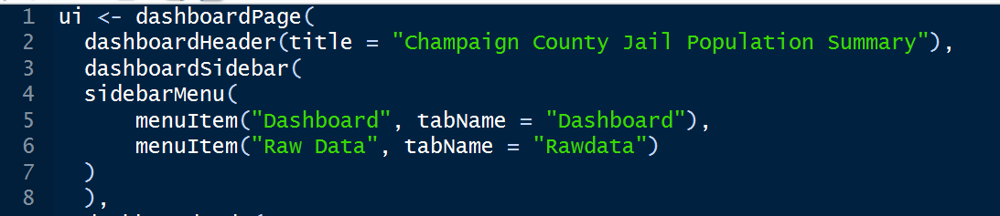 1 ui <- dashboardPage(
2 dashboardHeader(title = "Champaign County Jail Population Summary"),
3 dashboardSidebar(
4 sidebarMenu(
5 menuItem("Dashboard", tabName = "Dashboard"),
6 menuItem("Raw Data", tabName = "Rawdata")
7 )
8 ),